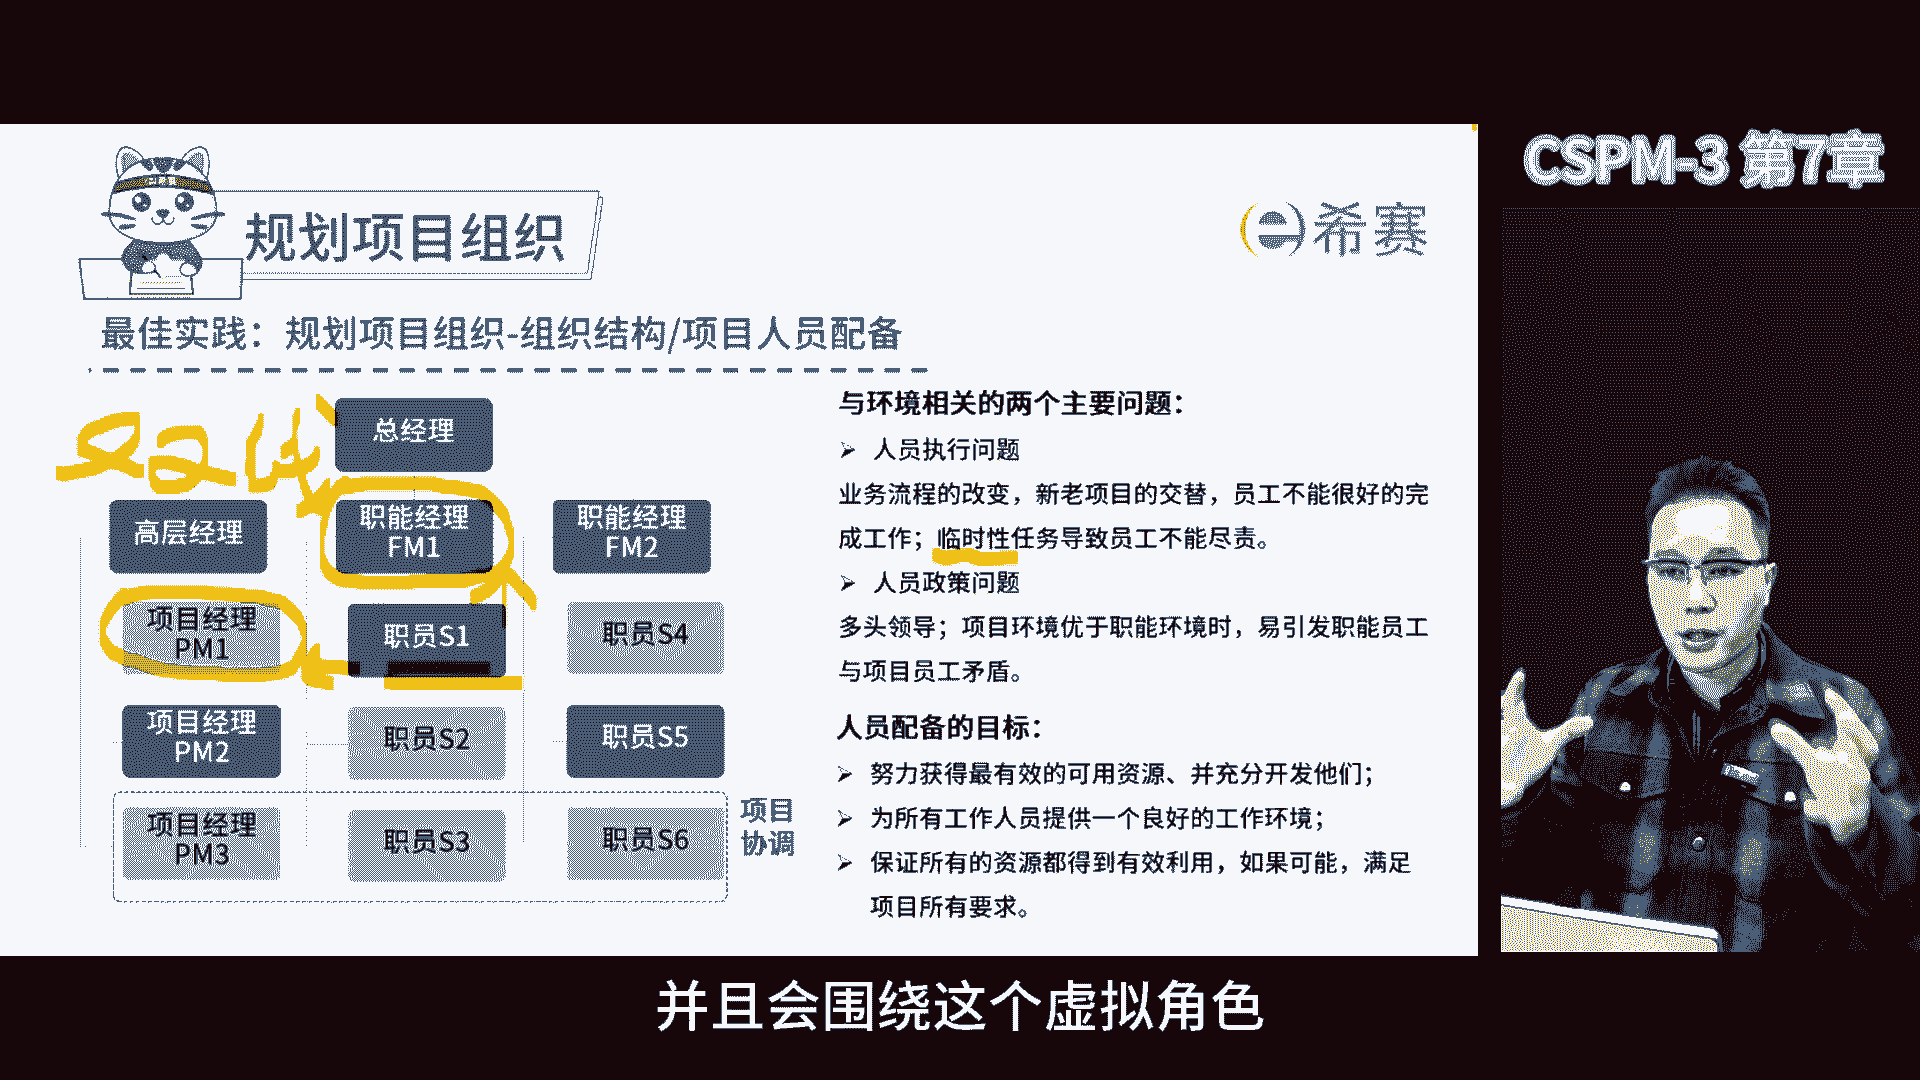 CSPM-3 第7章
规划项目组织
希赛
最佳实践：规划项目组织-组织结构/项目人员配备
双线
总经理
高层经理
职能经理
FM1
职能经理
FM2
项目经理
PM1
职员S1
职员S4
项目经理
PM2
职员S2
职员S5
项目经理
PM3
职员S3
职员S6
项目
协调
与环境相关的两个主要问题：
人员执行问题
业务流程的改变，新老项目的交替，员工不能很好的完
成工作；临时性任务导致员工不能尽责。
人员政策问题
多头领导；项目环境优于职能环境时，易引发职能员工
与项目员工矛盾。
人员配备的目标：
努力获得最有效的可用资源、并充分开发他们；
为所有工作人员提供一个良好的工作环境；
保证所有的资源都得到有效利用，如果可能，满足
项目所有要求。
并且会围绕这个虚拟角色